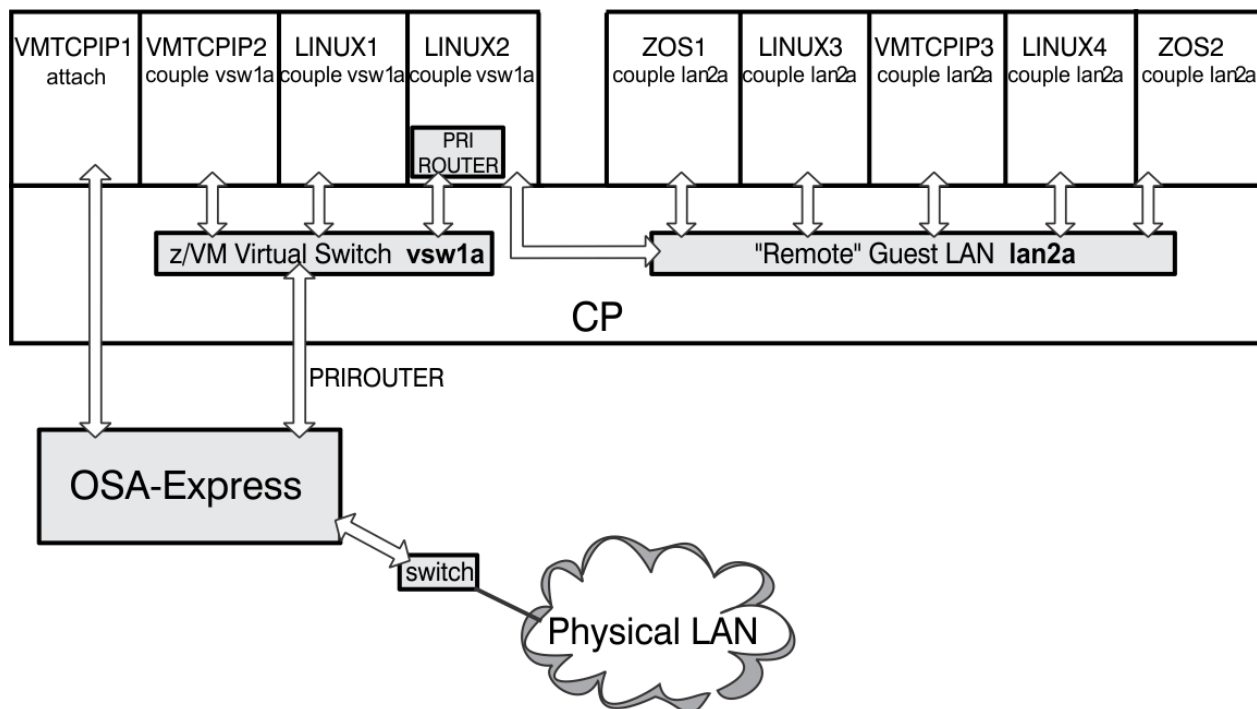 VMTCPIP1
attach
VMTCPIP2
couple vsw1a
LINUX1
couple vsw1a
LINUX2
couple vsw1a
PRI
ROUTER
ZOS1
couple lan2a
LINUX3
couple lan2a
VMTCPIP3
couple lan2a
LINUX4
couple lan2a
ZOS2
couple lan2a
z/VM Virtual Switch vsw1a
"Remote" Guest LAN lan2a
CP
PRIROUTER
OSA-Express
switch
Physical LAN